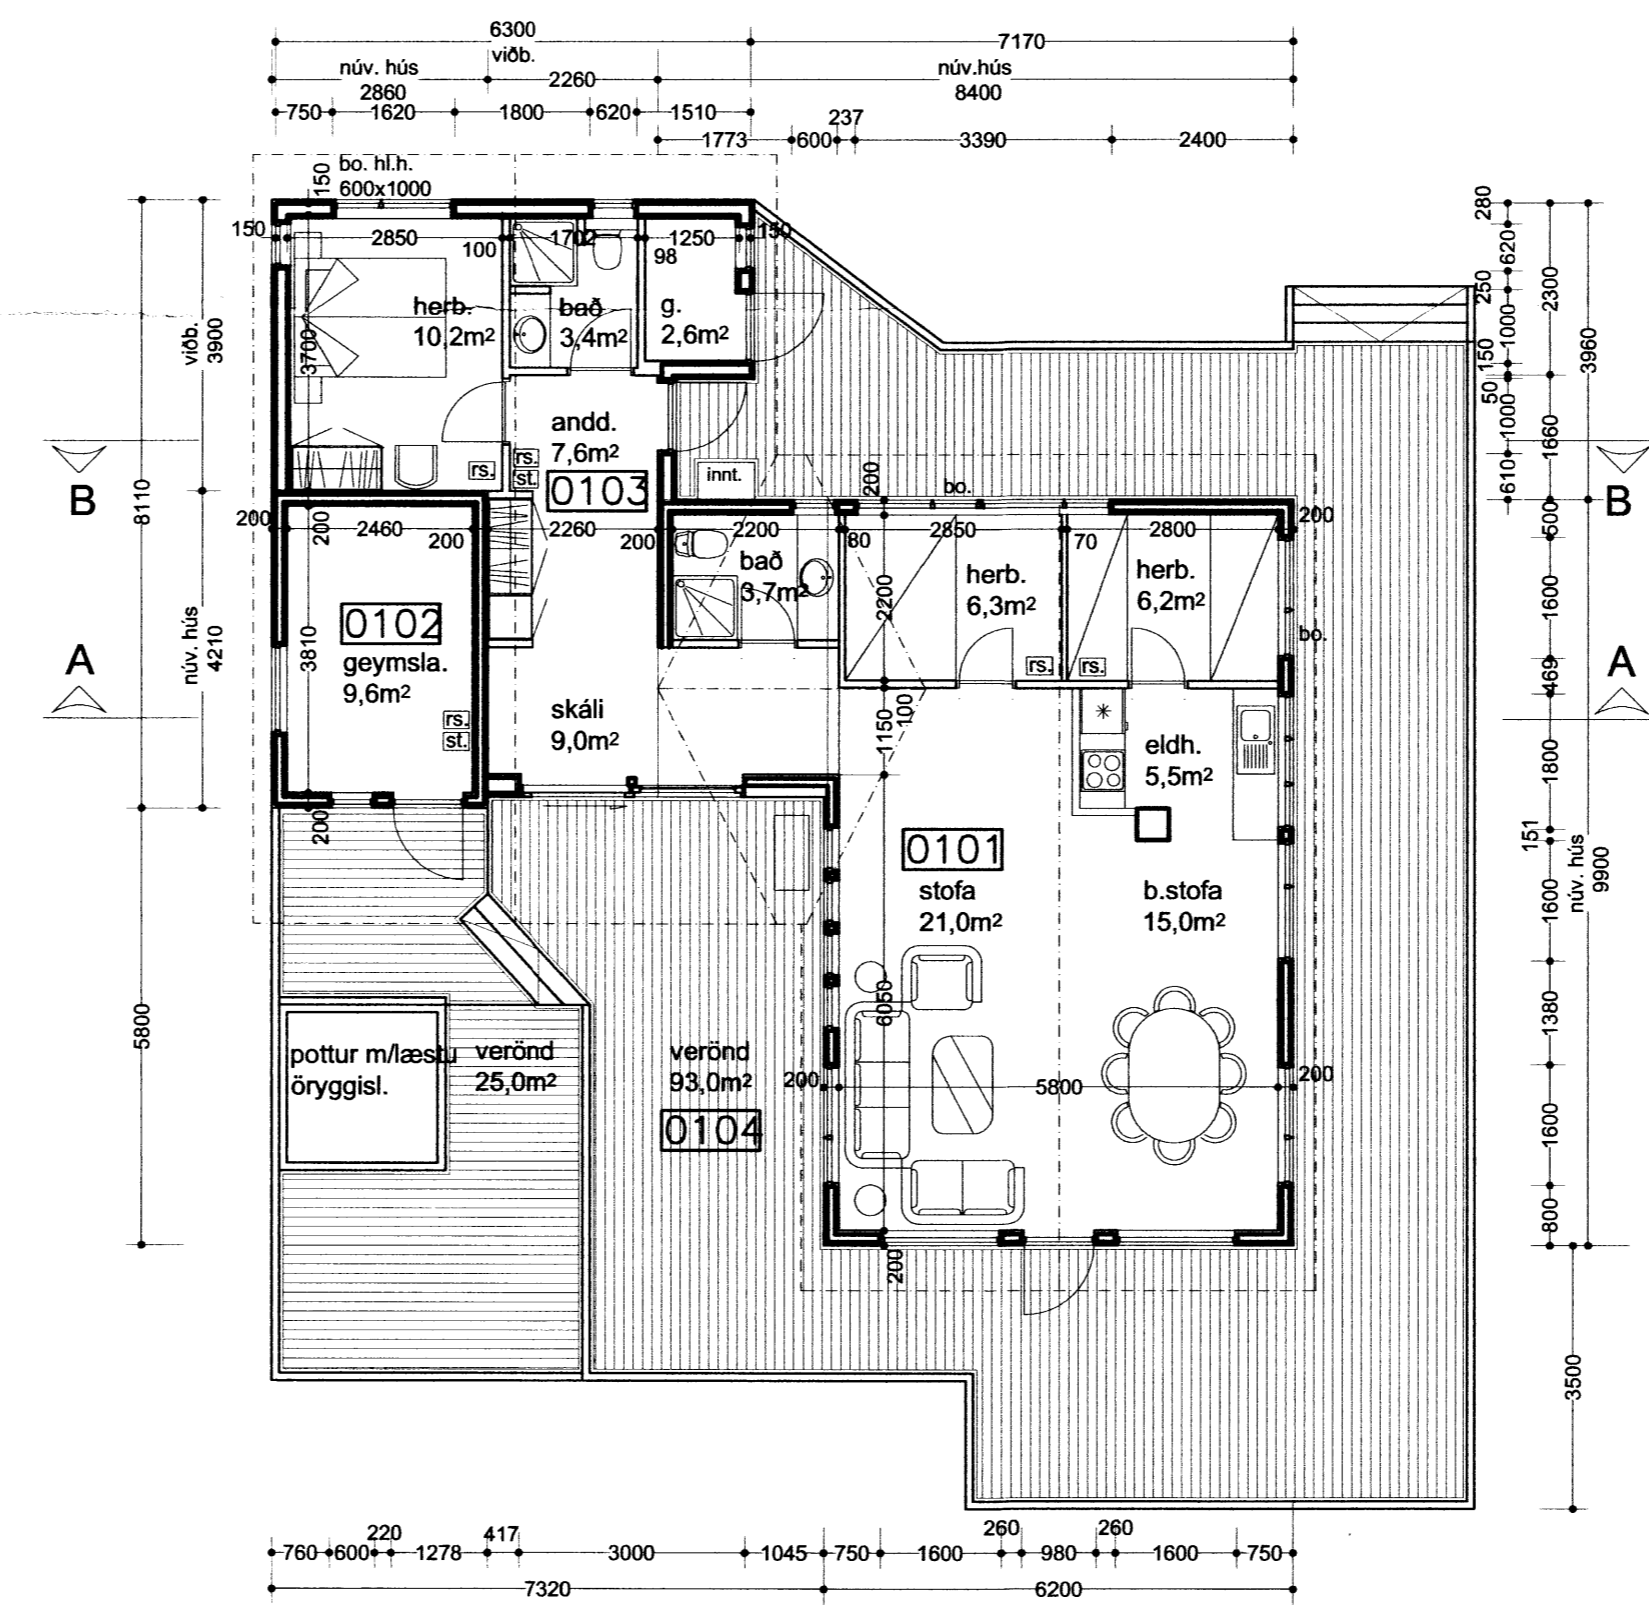 6300
viðb.
7170
núv. hús
2860
2260
núv.hús
8400
750 1620 1800 620 1510
237
1773 600 3390 2400
bo. hl.h.
600x1000
150
150
2850
100
1702
1250
98
150
herb.
10,2m²
3700
bað
3,4m²
g.
2,6m²
viðb.
3900
andd.
7,6m²
rs.
rs.
st.
0103
innt.
B
B
8110
280
620
250
1000
150
50
1000
610
2300
1660
3960
200
200
2460
200
2260
200
200
2200
bo.
80
2850
70
2800
200
bað
3,7m²
2200
herb.
6,3m²
herb.
6,2m²
bo.
rs.
rs.
0102
geymsla.
9,6m²
3810
rs.
st.
núv. hús
4210
A
A
skáli
9,0m²
1150
100
eldh.
5,5m²
500
1600
469
1800
151
1600
1380
1600
800
núv. hús
9900
200
0101
stofa
21,0m²
b.stofa
15,0m²
6050
5800
pottur m/læstu
öryggisl.
verönd
25,0m²
verönd
93,0m²
0104
200
5800
200
200
3500
220 417 260 260
760 600 1278 3000 1045 750 1600 980 1600 750
7320 6200